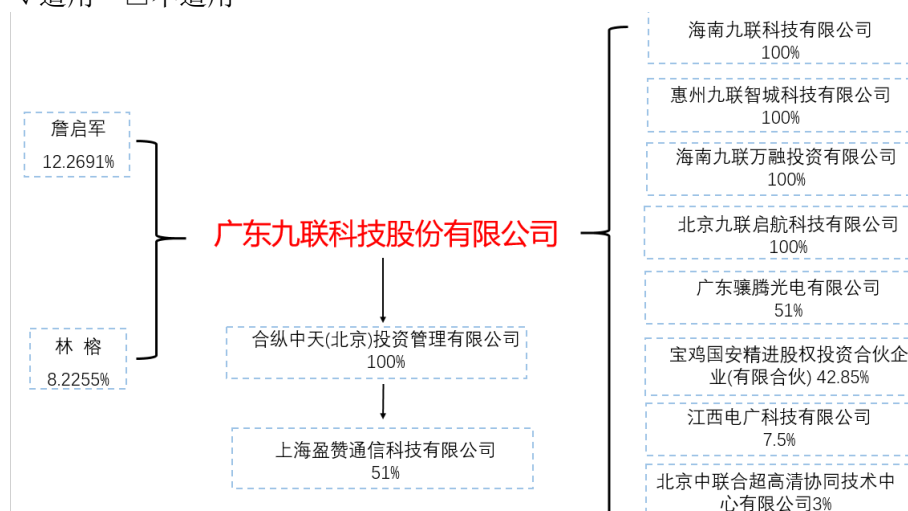 √适用 □不适用
詹启军
12.2691%
林 榕
8.2255%
广东九联科技股份有限公司
合纵中天(北京)投资管理有限公司
100%
上海盈赞通信科技有限公司
51%
海南九联科技有限公司
100%
惠州九联智城科技有限公司
100%
海南九联万融投资有限公司
100%
北京九联启航科技有限公司
100%
广东骧腾光电有限公司
51%
宝鸡国安精进股权投资合伙企
业(有限合伙) 42.85%
江西电广科技有限公司
7.5%
北京中联合超高清协同技术中
心有限公司3%